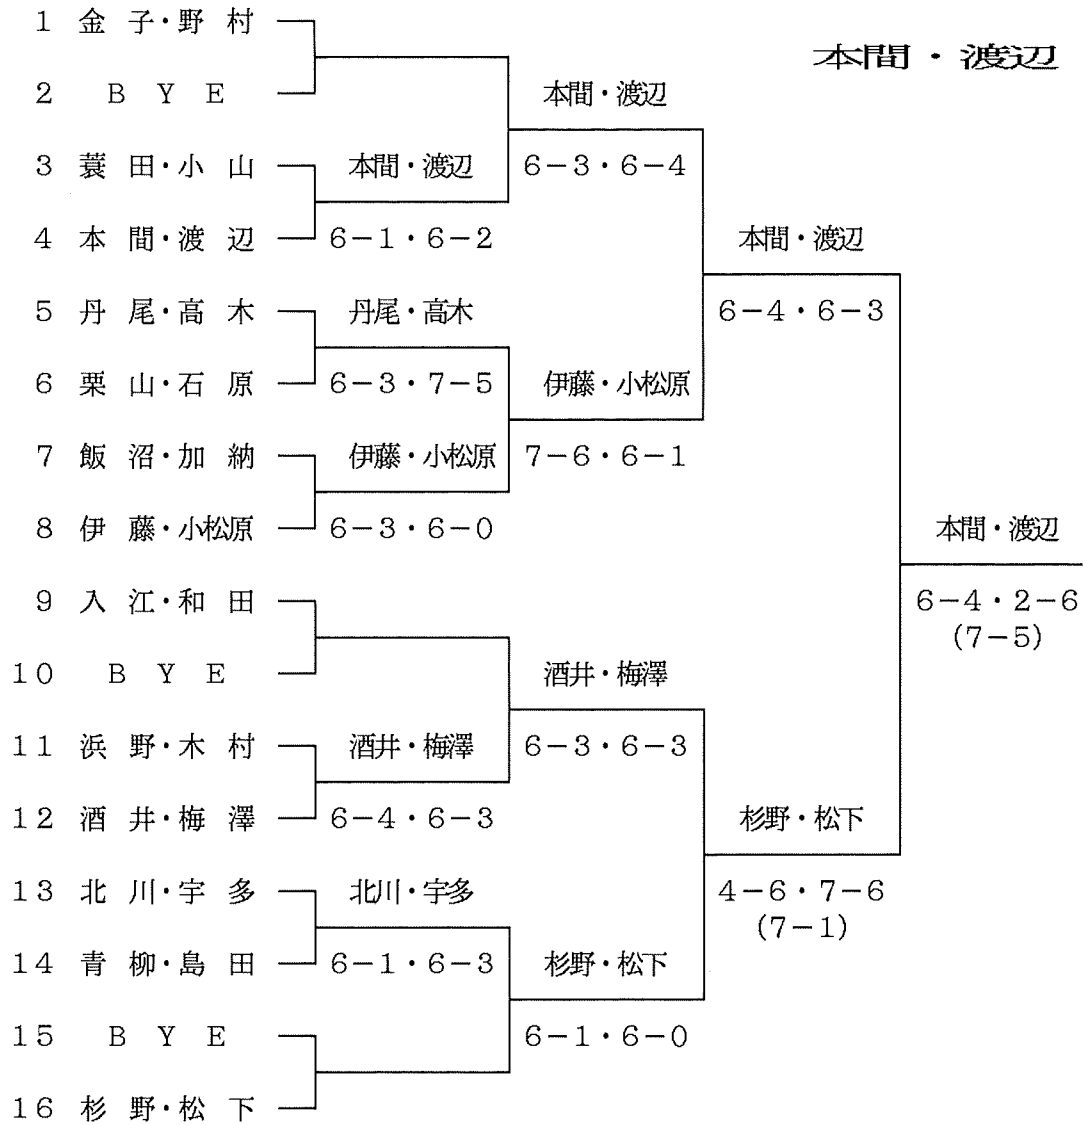 1 金 子・野 村
本間・渡辺
2 B Y E
本間・渡辺
3 蓑 田・小 山 本間・渡辺 6-3・6-4
4 本 間・渡 辺 6-1・6-2 本間・渡辺
5 丹 尾・高 木 丹尾・高木 6-4・6-3
6 栗 山・石 原 6-3・7-5 伊藤・小松原
7 飯 沼・加 納 伊藤・小松原 7-6・6-1
8 伊 藤・小松原 6-3・6-0 本間・渡辺
9 入 江・和 田 6-4・2-6
(7-5)
10 B Y E 酒井・梅澤
11 浜 野・木 村 酒井・梅澤 6-3・6-3
12 酒 井・梅 澤 6-4・6-3 杉野・松下
13 北 川・宇 多 北川・宇多 4-6・7-6
(7-1)
14 青 柳・島 田 6-1・6-3 杉野・松下
15 B Y E 6-1・6-0
16 杉 野・松 下